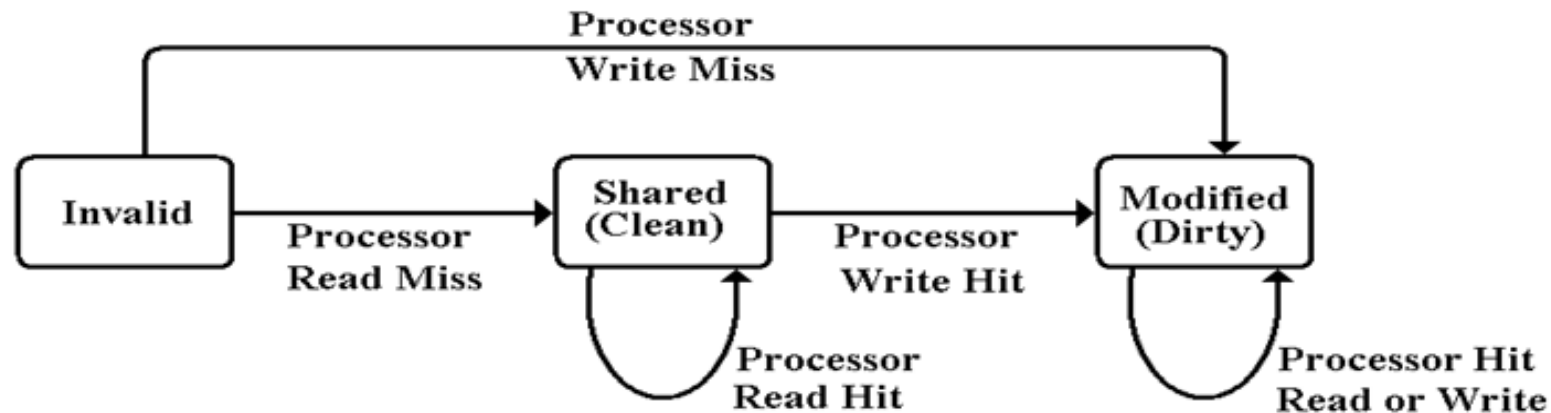 Processor
Write Miss
Invalid
Processor
Read Miss
Shared
(Clean)
Processor
Read Hit
Processor
Write Hit
Modified
(Dirty)
Processor Hit
Read or Write